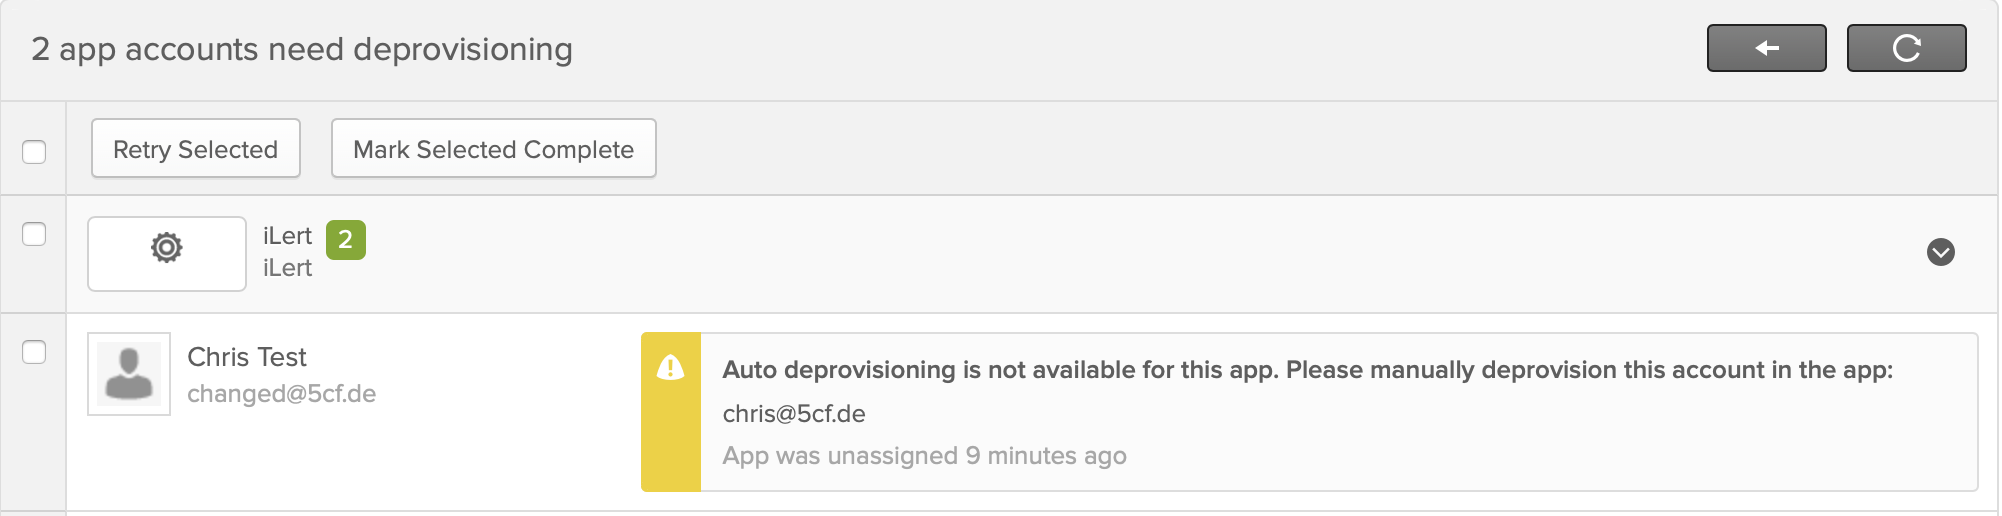 2 app accounts need deprovisioning
Retry Selected
Mark Selected Complete
iLert 2
iLert
Chris Test
changed@5cf.de
Auto deprovisioning is not available for this app. Please manually deprovision this account in the app:
chris@5cf.de
App was unassigned 9 minutes ago